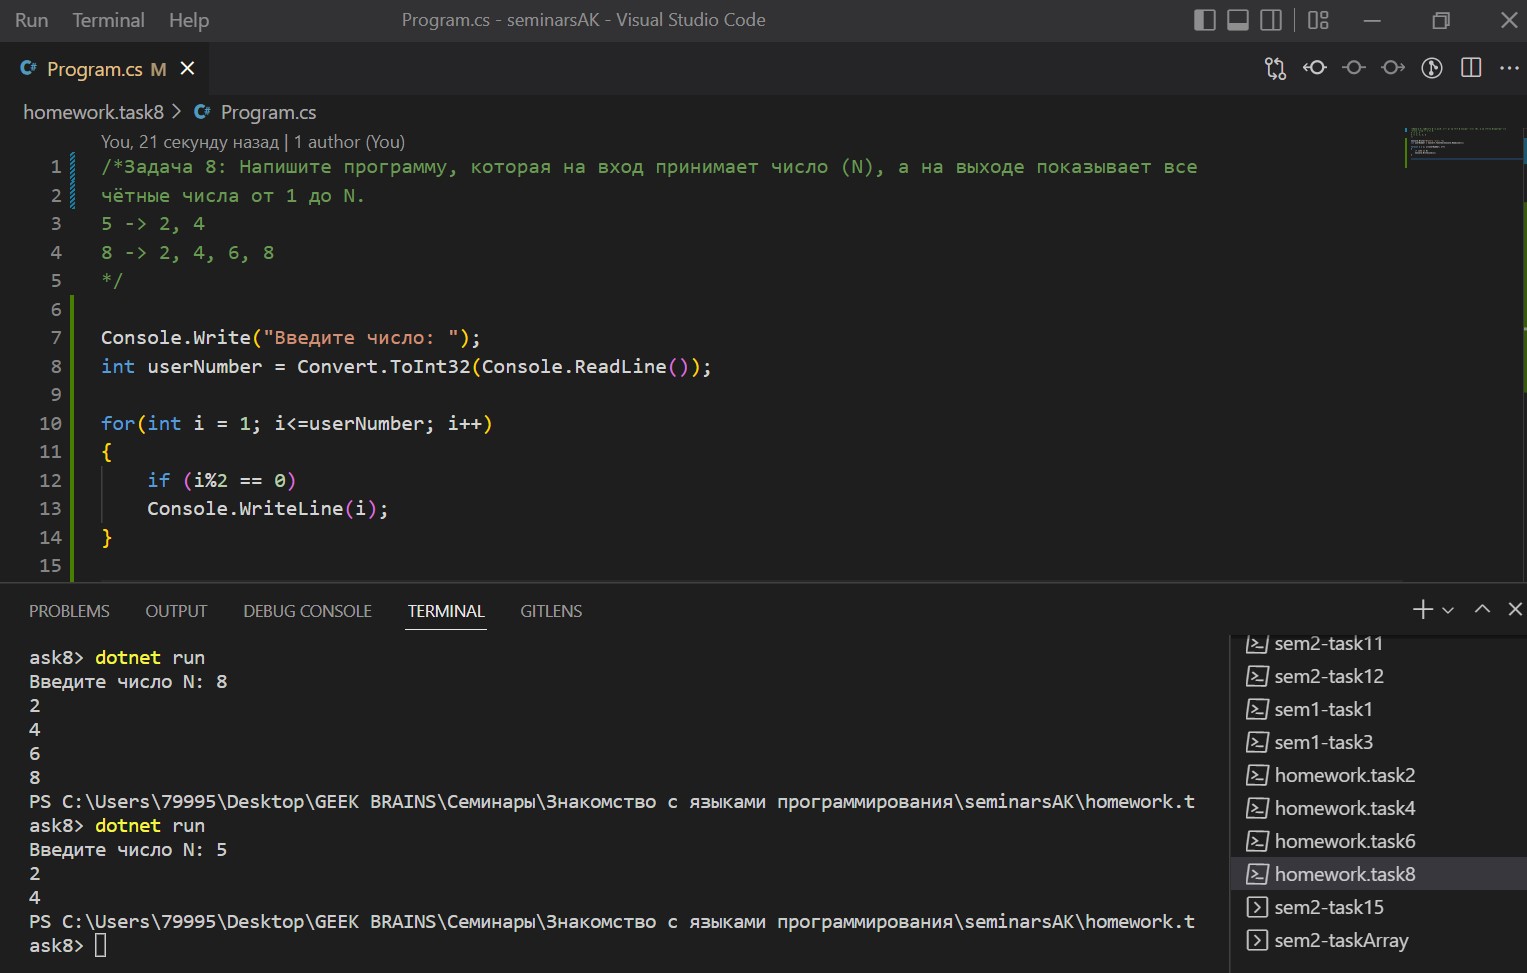 Run Terminal Help Program.cs - seminarsAK - Visual Studio Code
C# Program.cs M
homework.task8 > C# Program.cs
You, 21 секунду назад | 1 author (You)
1 /*Задача 8: Напишите программу, которая на вход принимает число (N), а на выходе показывает все
2 чётные числа от 1 до N.
3 5 -> 2, 4
4 8 -> 2, 4, 6, 8
5 */
6
7 Console.Write("Введите число: ");
8 int userNumber = Convert.ToInt32(Console.ReadLine());
9
10 for(int i = 1; i<=userNumber; i++)
11 {
12 if (i%2 == 0)
13 Console.WriteLine(i);
14 }
15
PROBLEMS OUTPUT DEBUG CONSOLE TERMINAL GITLENS
ask8> dotnet run
Введите число N: 8
2
4
6
8
PS C:\Users\79995\Desktop\GEEK BRAINS\Семинары\Знакомство с языками программирования\seminarsAK\homework.t
ask8> dotnet run
Введите число N: 5
2
4
PS C:\Users\79995\Desktop\GEEK BRAINS\Семинары\Знакомство с языками программирования\seminarsAK\homework.t
ask8>
sem2-task11
sem2-task12
sem1-task1
sem1-task3
homework.task2
homework.task4
homework.task6
homework.task8
sem2-task15
sem2-taskArray